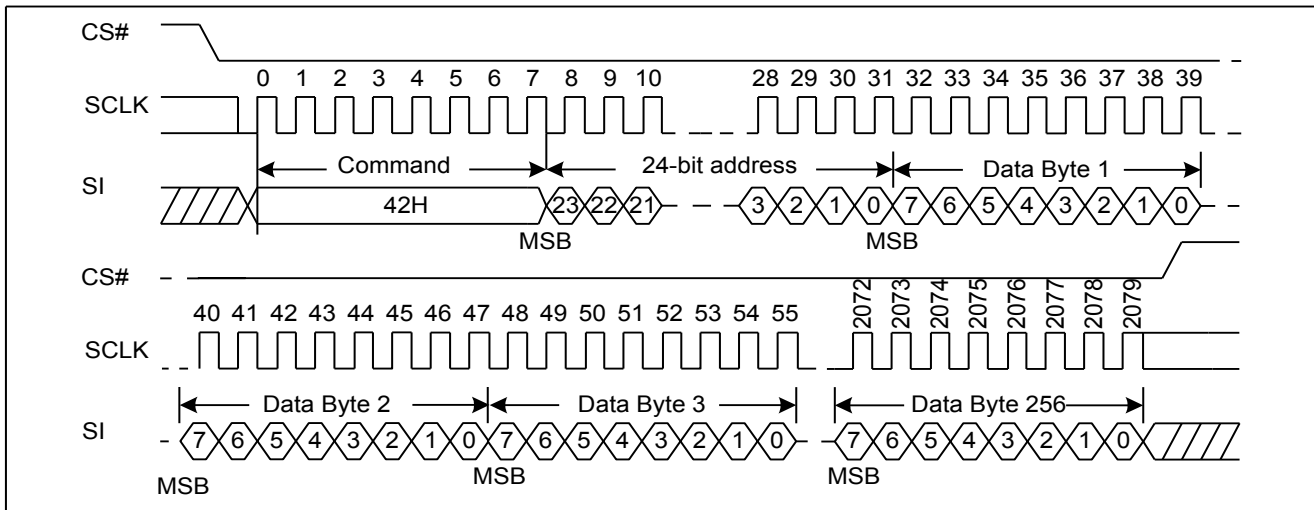 CS#
0 1 2 3 4 5 6 7 8 9 10 28 29 30 31 32 33 34 35 36 37 38 39
SCLK
Command 24-bit address Data Byte 1
SI
42H 23 22 21 3 2 1 0 7 6 5 4 3 2 1 0
MSB MSB
CS#
40 41 42 43 44 45 46 47 48 49 50 51 52 53 54 55 2072 2073 2074 2075 2076 2077 2078 2079
SCLK
Data Byte 2 Data Byte 3 Data Byte 256
SI
7 6 5 4 3 2 1 0 7 6 5 4 3 2 1 0 7 6 5 4 3 2 1 0
MSB MSB MSB